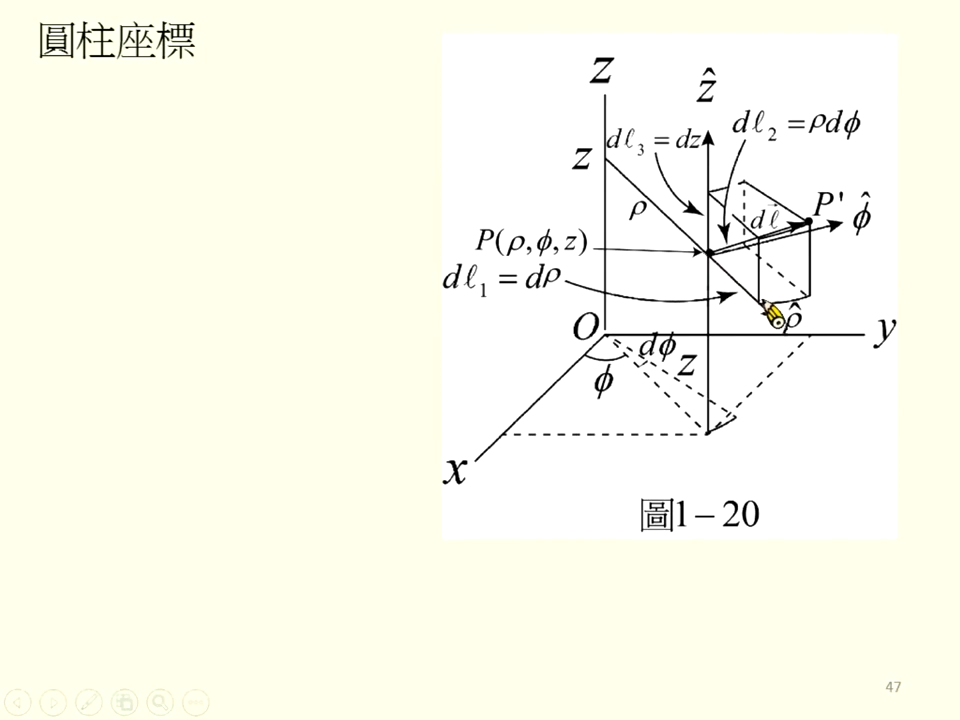 圓柱座標
z
ẑ
dℓ₃ = dz
dℓ₂ = ρdϕ
z
ρ
P'
dℓ⃗
ϕ̂
P(ρ,ϕ,z)
dℓ₁ = dρ
ρ̂
O
y
dϕ
z
ϕ
x
圖1－20
47